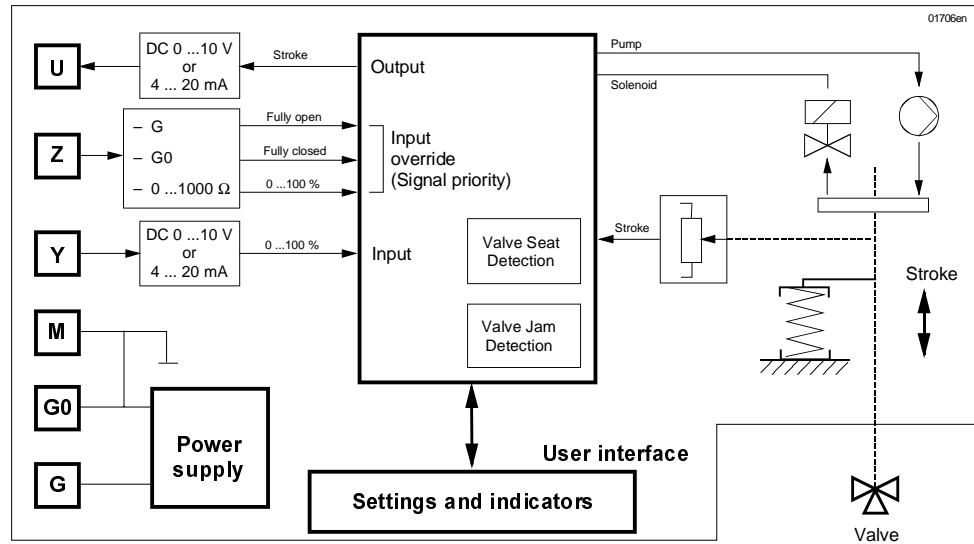 01706en
U
DC 0 ...10 V
or
4 ... 20 mA
Stroke
Output
Pump
Solenoid
Z
– G
– G0
– 0 ...1000 Ω
Fully open
Fully closed
0 ...100 %
Input
override
(Signal priority)
Y
DC 0 ...10 V
or
4 ... 20 mA
0 ...100 %
Input
Valve Seat
Detection
Stroke
Stroke
Valve Jam
Detection
M
G0
G
Power
supply
User interface
Settings and indicators
Valve